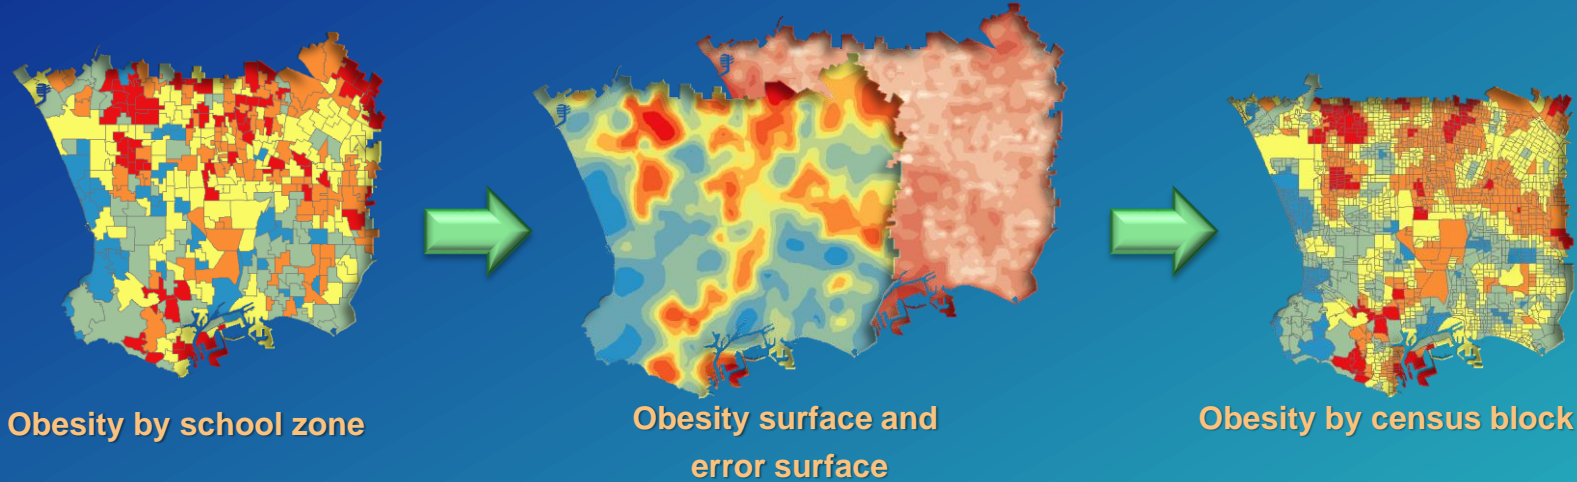 Obesity by school zone
Obesity surface and
error surface
Obesity by census block